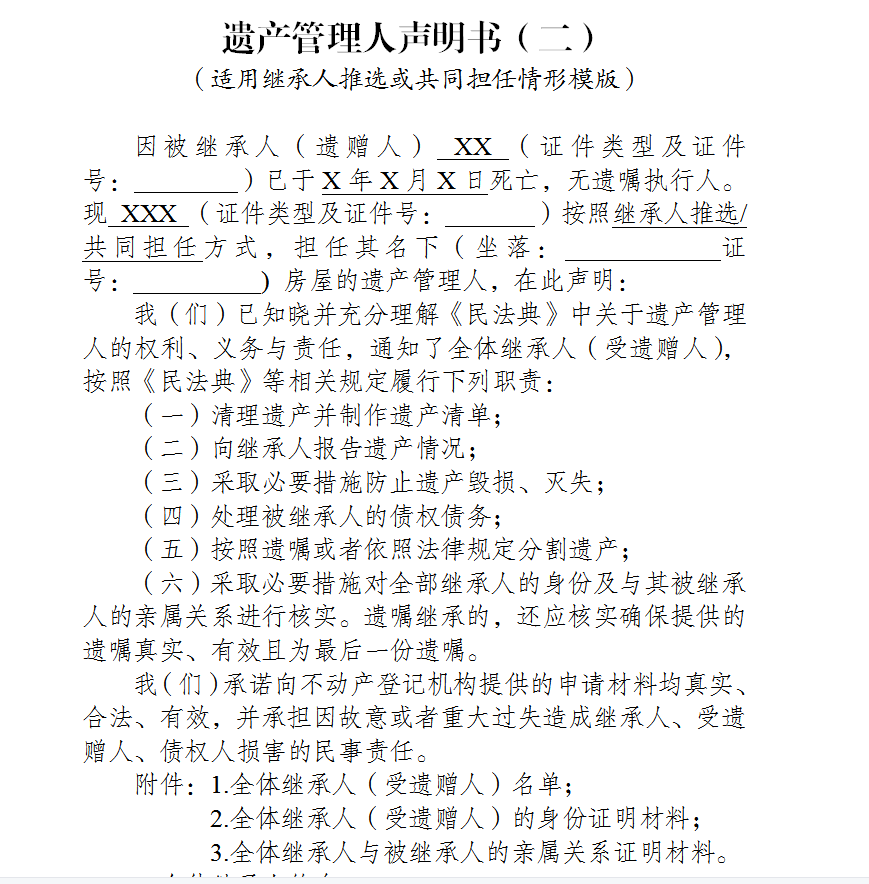 遗产管理人声明书（二）
（适用继承人推选或共同担任情形模版）
因被继承人（遗赠人） XX （证件类型及证件
号：________）已于 X 年 X 月 X 日死亡，无遗嘱执行人。
现 XXX （证件类型及证件号：_______）按照继承人推选/
共同担任方式，担任其名下（坐落：____________证
号：__________) 房屋的遗产管理人，在此声明：
我（们）已知晓并充分理解《民法典》中关于遗产管理
人的权利、义务与责任，通知了全体继承人（受遗赠人），
按照《民法典》等相关规定履行下列职责：
（一）清理遗产并制作遗产清单；
（二）向继承人报告遗产情况；
（三）采取必要措施防止遗产毁损、灭失；
（四）处理被继承人的债权债务；
（五）按照遗嘱或者依照法律规定分割遗产；
（六）采取必要措施对全部继承人的身份及与其被继承
人的亲属关系进行核实。遗嘱继承的，还应核实确保提供的
遗嘱真实、有效且为最后一份遗嘱。
我（们）承诺向不动产登记机构提供的申请材料均真实、
合法、有效，并承担因故意或者重大过失造成继承人、受遗
赠人、债权人损害的民事责任。
附件：1.全体继承人（受遗赠人）名单；
2.全体继承人（受遗赠人）的身份证明材料；
3.全体继承人与被继承人的亲属关系证明材料。